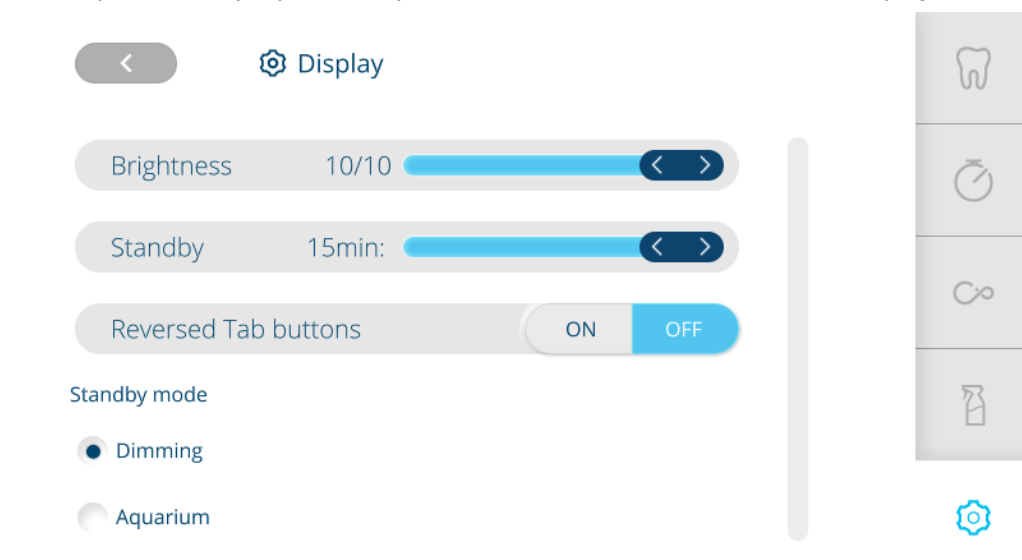 Display
Brightness 10/10
Standby 15min:
Reversed Tab buttons ON OFF
Standby mode
Dimming
Aquarium